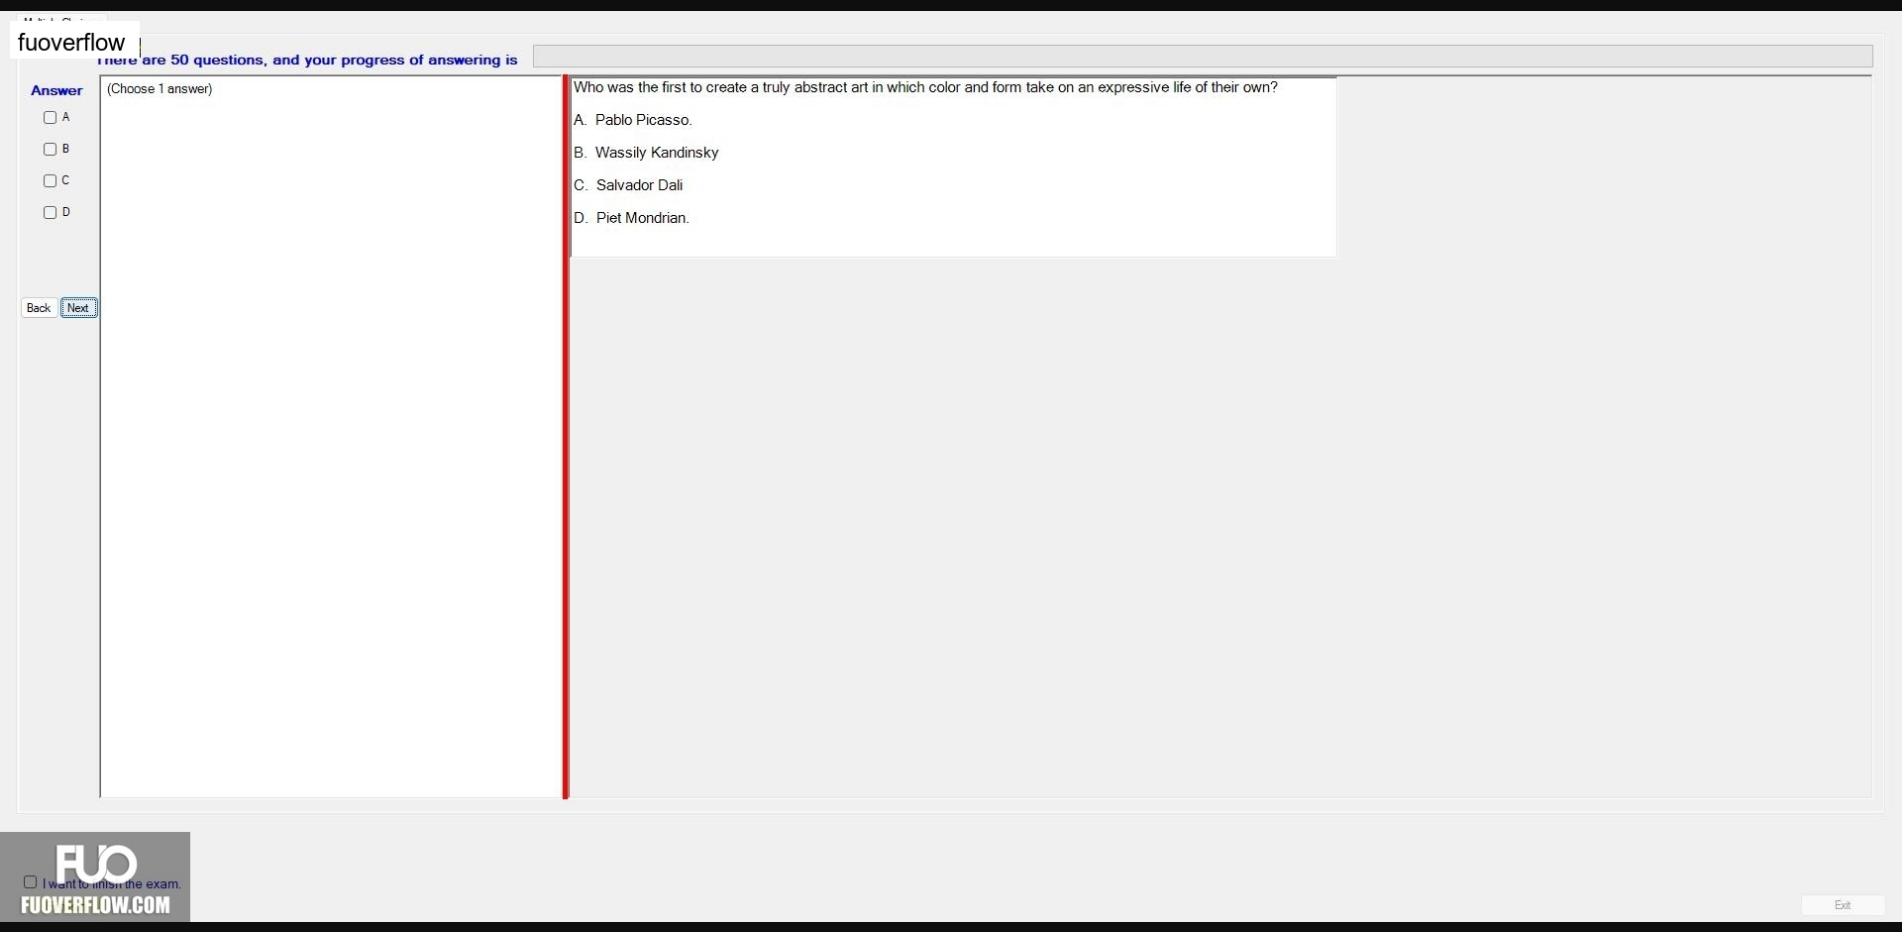 fuoverflow
There are 50 questions, and your progress of answering is
Answer
(Choose 1 answer)
A
B
C
D
Back Next
Who was the first to create a truly abstract art in which color and form take on an expressive life of their own?
A. Pablo Picasso.
B. Wassily Kandinsky
C. Salvador Dali
D. Piet Mondrian.
FUO
I want to finish the exam.
FUOVERFLOW.COM
Exit